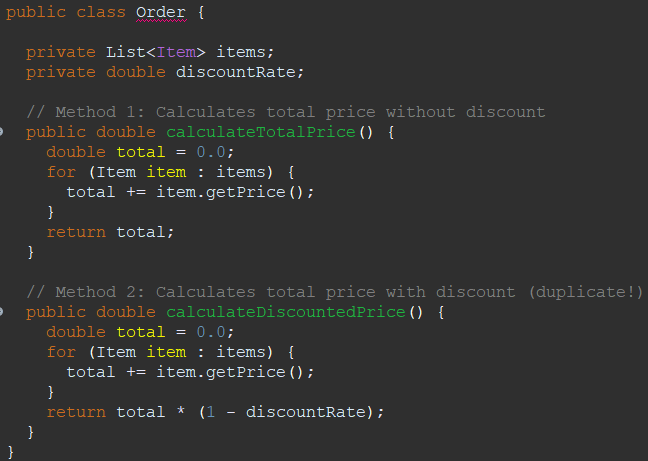 public class Order {
private List<Item> items;
private double discountRate;
// Method 1: Calculates total price without discount
public double calculateTotalPrice() {
double total = 0.0;
for (Item item : items) {
total += item.getPrice();
}
return total;
}
// Method 2: Calculates total price with discount (duplicate!)
public double calculateDiscountedPrice() {
double total = 0.0;
for (Item item : items) {
total += item.getPrice();
}
return total * (1 - discountRate);
}
}